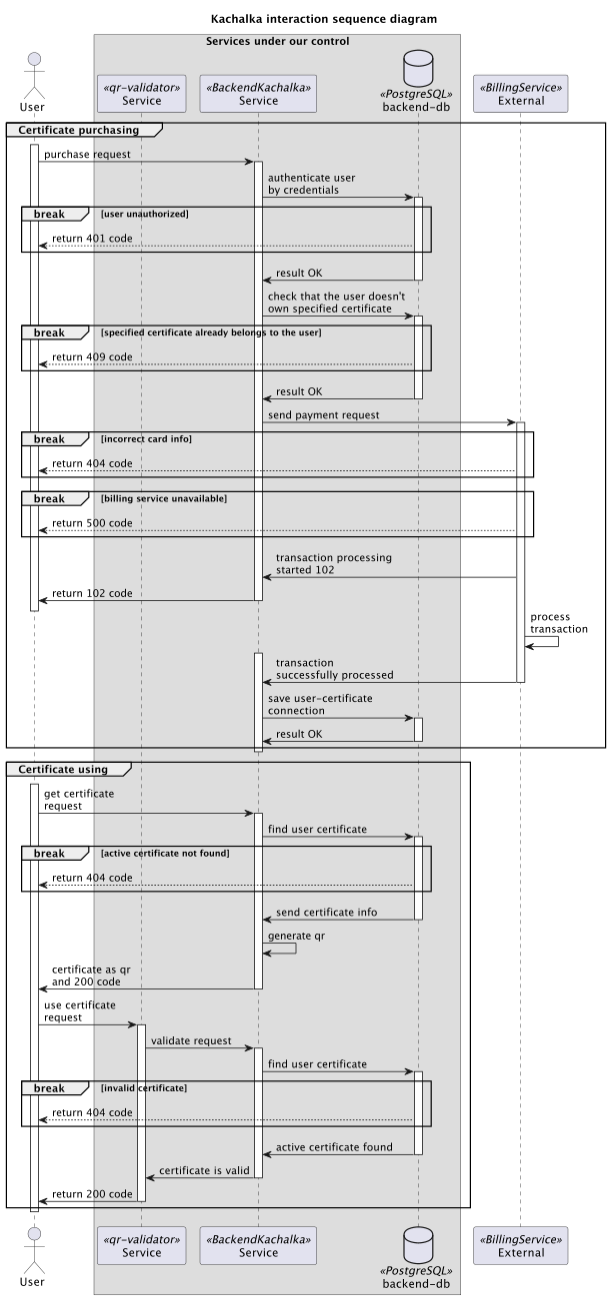 Kachalka interaction sequence diagram
Services under our control
«qr-validator»
Service
«BackendKachalka»
Service
«PostgreSQL»
backend-db
«BillingService»
External
User
Certificate purchasing
purchase request
authenticate user
by credentials
break
[user unauthorized]
return 401 code
result OK
check that the user doesn't
own specified certificate
break
[specified certificate already belongs to the user]
return 409 code
result OK
send payment request
break
[incorrect card info]
return 404 code
break
[billing service unavailable]
return 500 code
transaction processing
started 102
return 102 code
process
transaction
transaction
successfully processed
save user-certificate
connection
result OK
Certificate using
get certificate
request
find user certificate
break
[active certificate not found]
return 404 code
send certificate info
generate qr
certificate as qr
and 200 code
use certificate
request
validate request
find user certificate
break
[invalid certificate]
return 404 code
active certificate found
certificate is valid
return 200 code
User
«qr-validator»
Service
«BackendKachalka»
Service
«PostgreSQL»
backend-db
«BillingService»
External